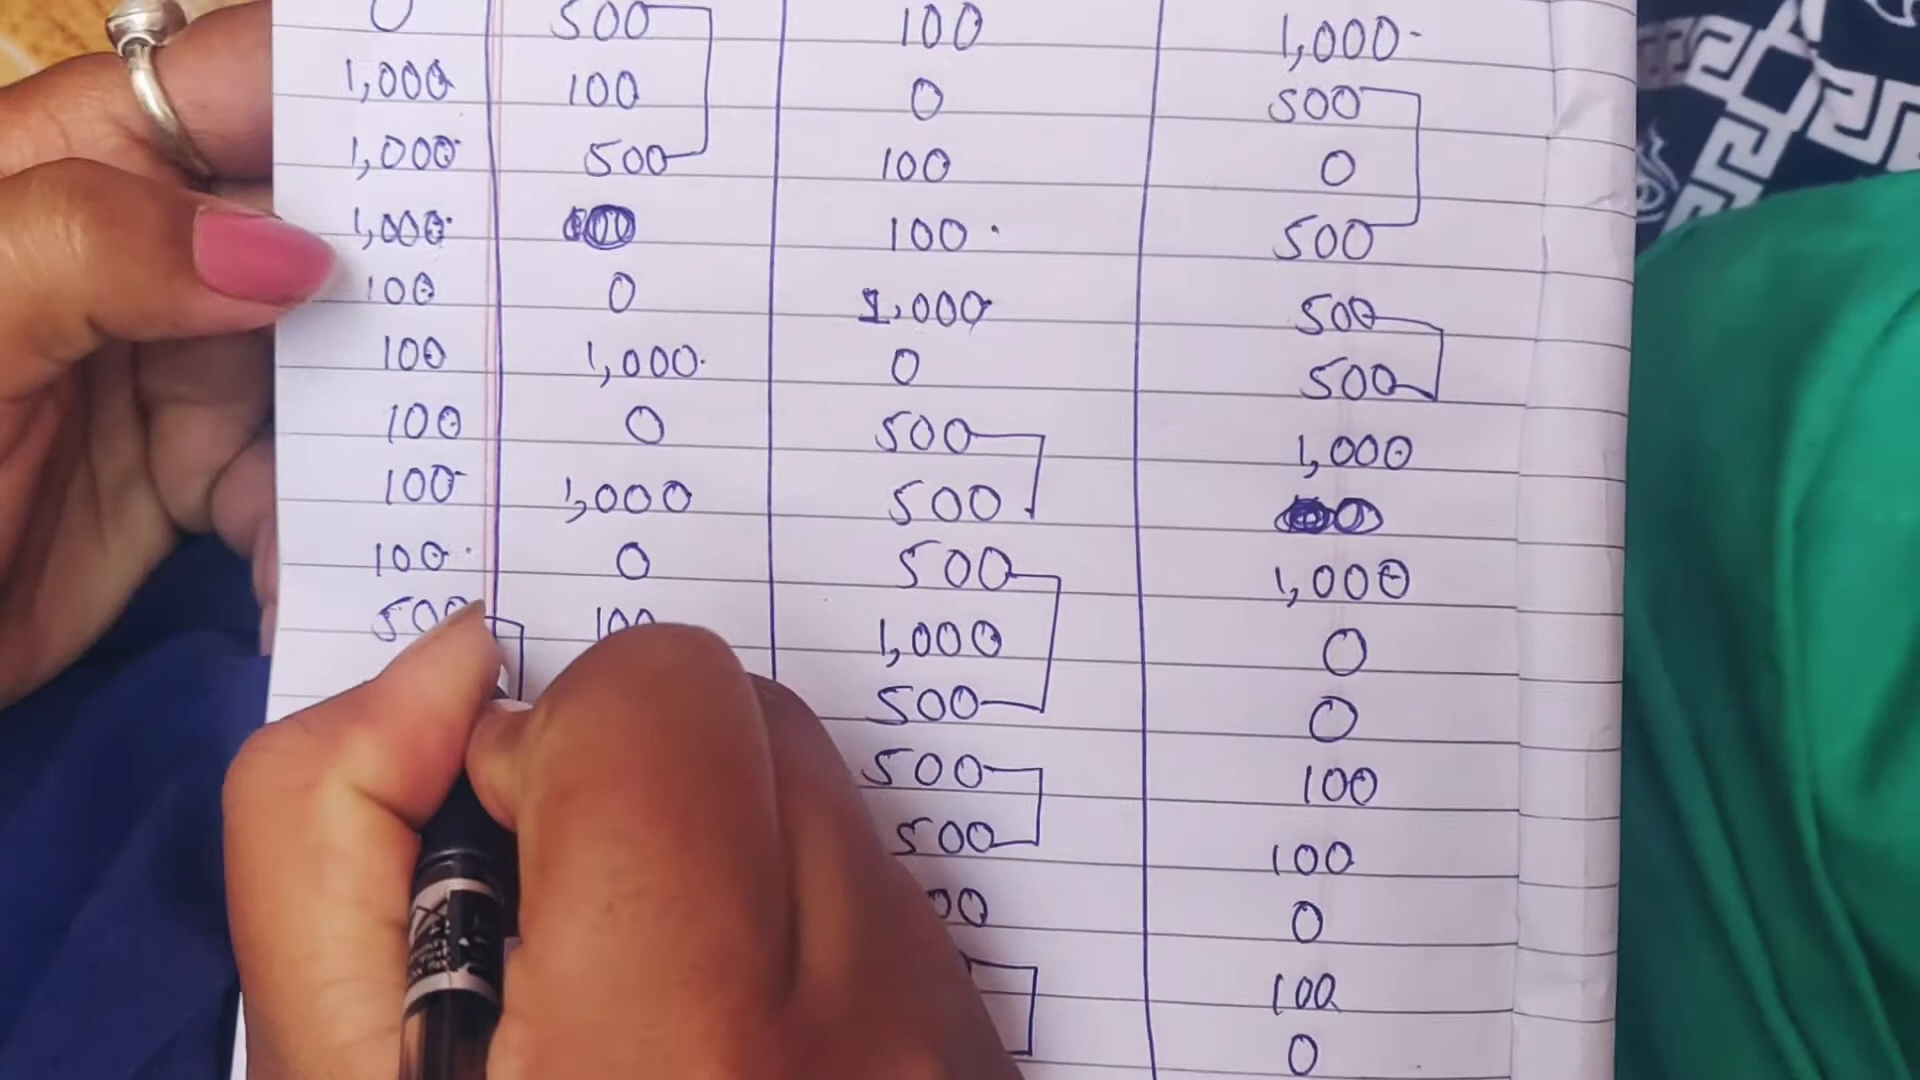 0 500 100 1,000
1,000 100 0 500
1,000 500 100 0
1,000 100 500
100 0 1,000 500
100 1,000 0 500
100 0 500 1,000
100 1,000 500
100 0 500 1,000
500 100 1,000 0
500 0
500 100
500 100
0
100
0